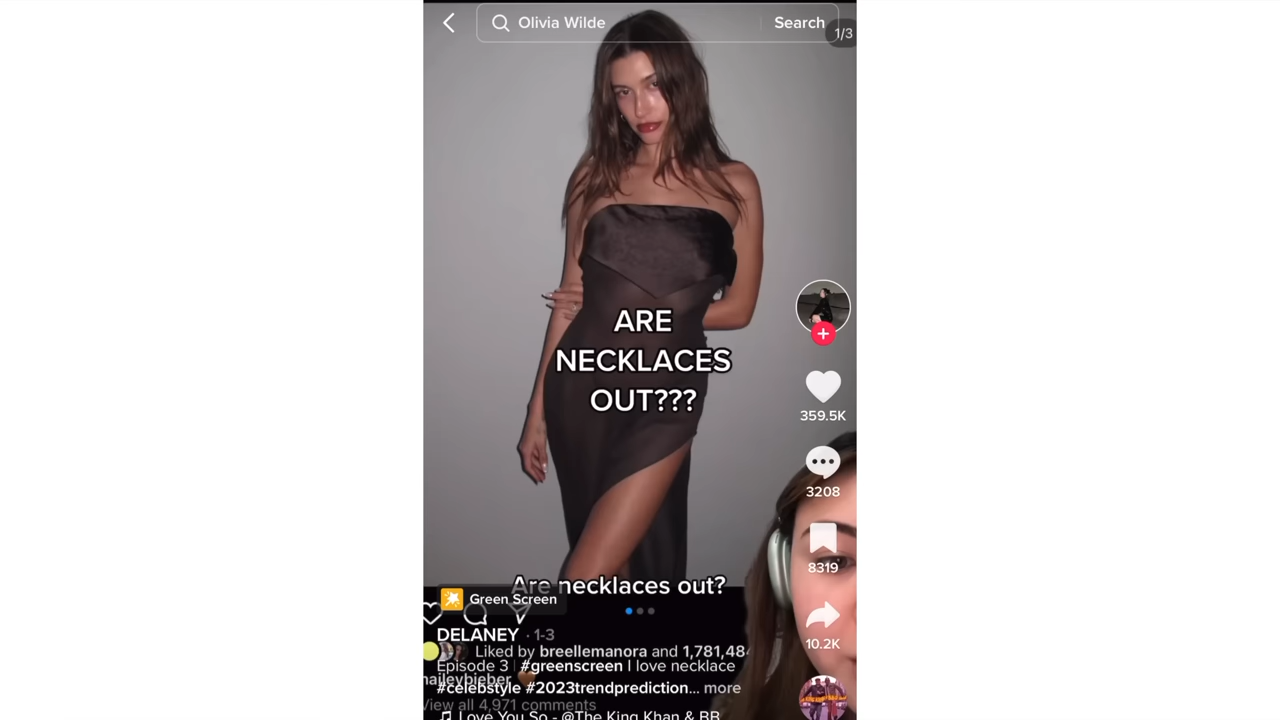 Olivia Wilde
Search
1/3
ARE
NECKLACES
OUT???
359.5K
3208
8319
10.2K
Are necklaces out?
Green Screen
DELANEY · 1-3
Liked by breellemanora and 1,781,484
Episode 3 | #greenscreen I love necklace
haileybieber
#celebstyle #2023trendprediction... more
View all 4,971 comments
I Love You So - @The King Khan & BB